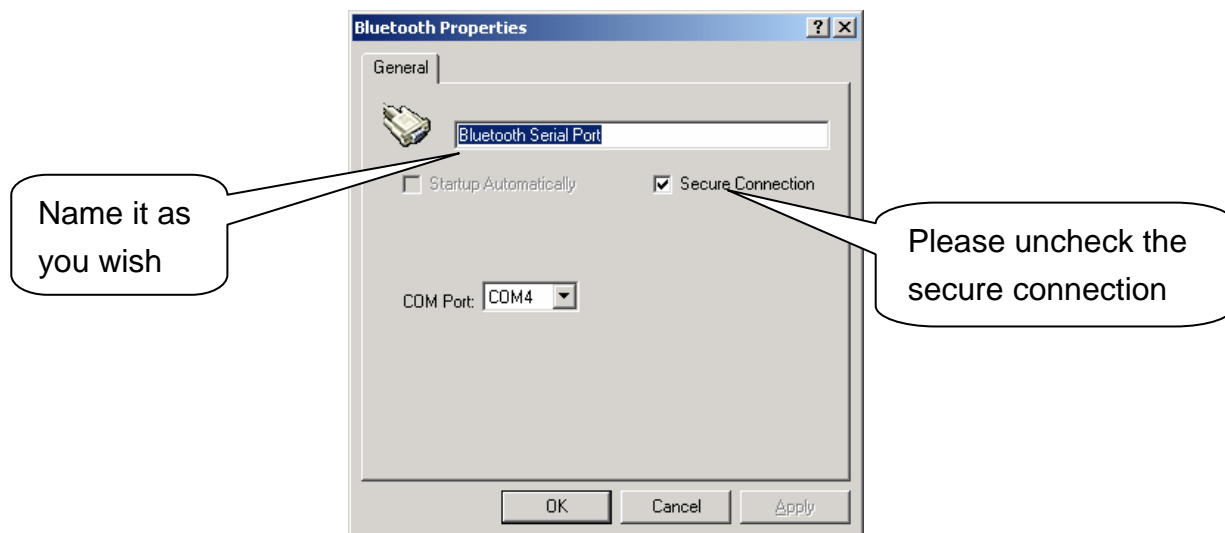 Bluetooth Properties
General
Bluetooth Serial Port
Startup Automatically
Secure Connection
Name it as
you wish
Please uncheck the
secure connection
COM Port: COM4
OK
Cancel
Apply